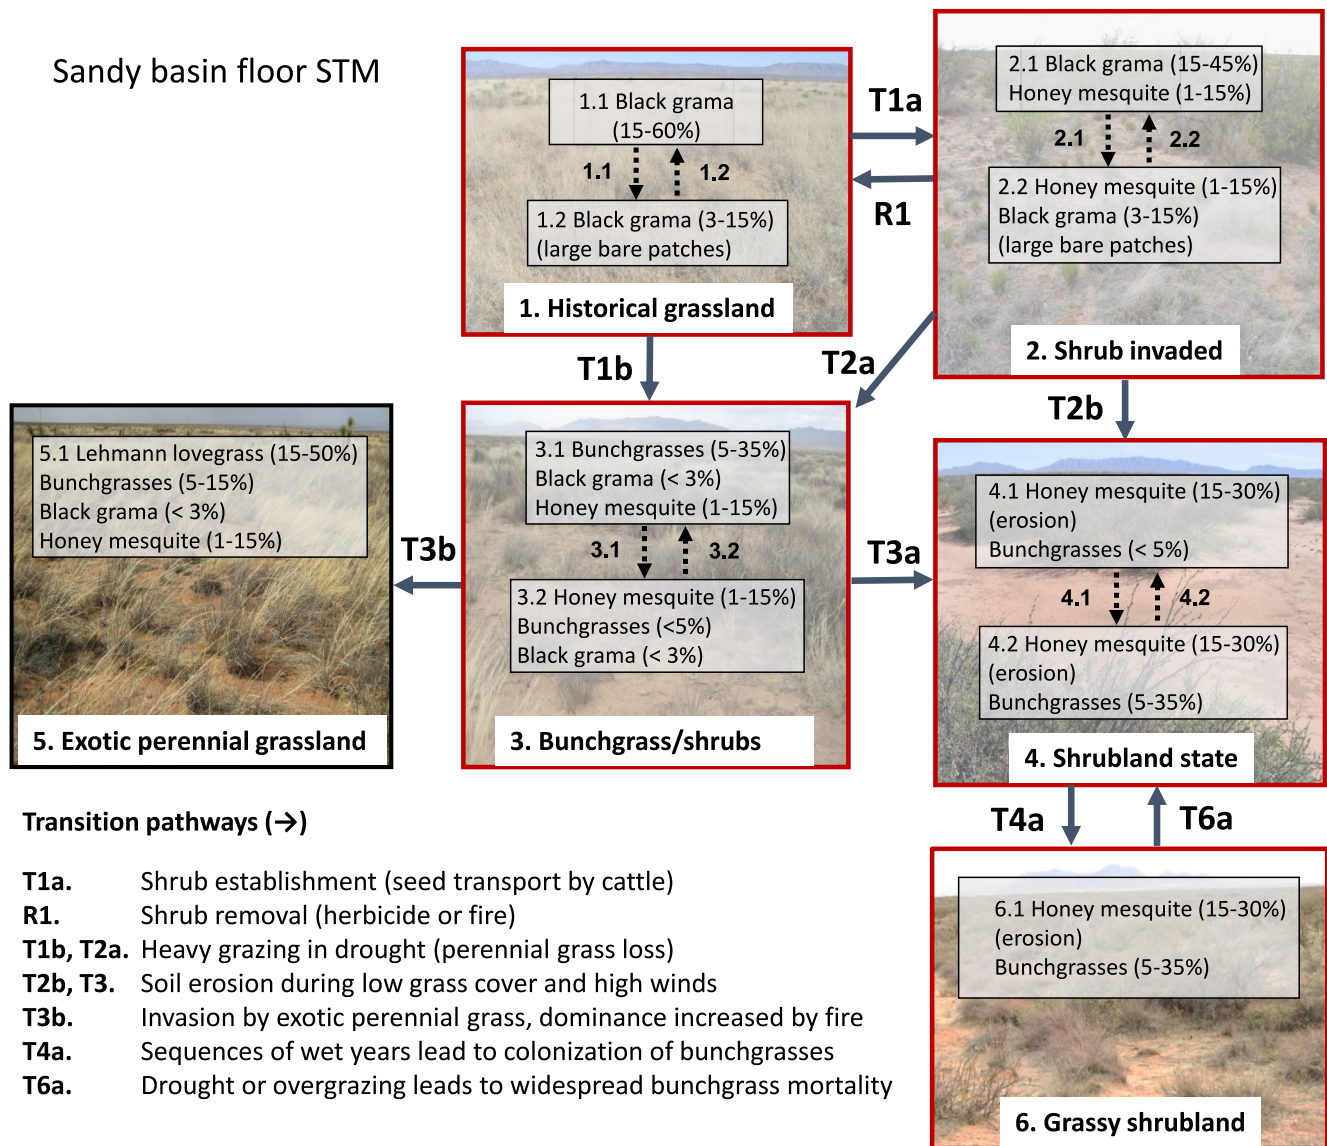 Sandy basin floor STM
1.1 Black grama
(15-60%)
1.1
1.2
1.2 Black grama (3-15%)
(large bare patches)
1. Historical grassland
T1a
R1
2.1 Black grama (15-45%)
Honey mesquite (1-15%)
2.1
2.2
2.2 Honey mesquite (1-15%)
Black grama (3-15%)
(large bare patches)
2. Shrub invaded
T1b
T2a
T2b
5.1 Lehmann lovegrass (15-50%)
Bunchgrasses (5-15%)
Black grama (< 3%)
Honey mesquite (1-15%)
5. Exotic perennial grassland
T3b
3.1 Bunchgrasses (5-35%)
Black grama (< 3%)
Honey mesquite (1-15%)
3.1
3.2
3.2 Honey mesquite (1-15%)
Bunchgrasses (<5%)
Black grama (< 3%)
3. Bunchgrass/shrubs
T3a
4.1 Honey mesquite (15-30%)
(erosion)
Bunchgrasses (< 5%)
4.1
4.2
4.2 Honey mesquite (15-30%)
(erosion)
Bunchgrasses (5-35%)
4. Shrubland state
T4a
T6a
6.1 Honey mesquite (15-30%)
(erosion)
Bunchgrasses (5-35%)
6. Grassy shrubland
Transition pathways (→)
T1a. Shrub establishment (seed transport by cattle)
R1. Shrub removal (herbicide or fire)
T1b, T2a. Heavy grazing in drought (perennial grass loss)
T2b, T3. Soil erosion during low grass cover and high winds
T3b. Invasion by exotic perennial grass, dominance increased by fire
T4a. Sequences of wet years lead to colonization of bunchgrasses
T6a. Drought or overgrazing leads to widespread bunchgrass mortality